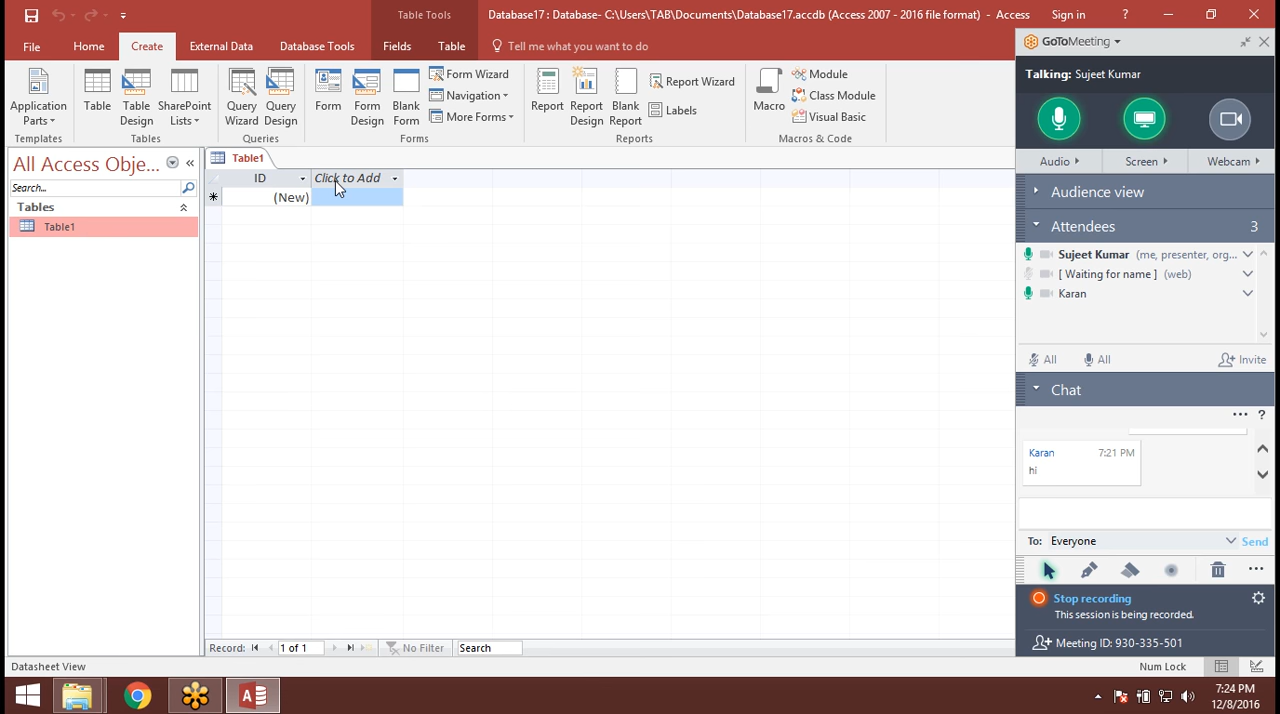 Table Tools
Database17 : Database- C:\Users\TAB\Documents\Database17.accdb (Access 2007 - 2016 file format) - Access
Sign in
?
File
Home
Create
External Data
Database Tools
Fields
Table
Tell me what you want to do
Application Parts
Templates
Table
Table Design
SharePoint Lists
Tables
Query Wizard
Query Design
Queries
Form
Form Design
Blank Form
Form Wizard
Navigation
More Forms
Forms
Report
Report Design
Blank Report
Report Wizard
Labels
Reports
Macro
Module
Class Module
Visual Basic
Macros & Code
All Access Obje...
Search...
Tables
Table1
Table1
ID
Click to Add
(New)
Record:
1 of 1
No Filter
Search
Datasheet View
Num Lock
GoToMeeting
Talking: Sujeet Kumar
Audio
Screen
Webcam
Audience view
Attendees
3
Sujeet Kumar (me, presenter, org...
[ Waiting for name ] (web)
Karan
All
All
Invite
Chat
?
Karan
7:21 PM
hi
To: Everyone
Send
Stop recording
This session is being recorded.
Meeting ID: 930-335-501
7:24 PM
12/8/2016